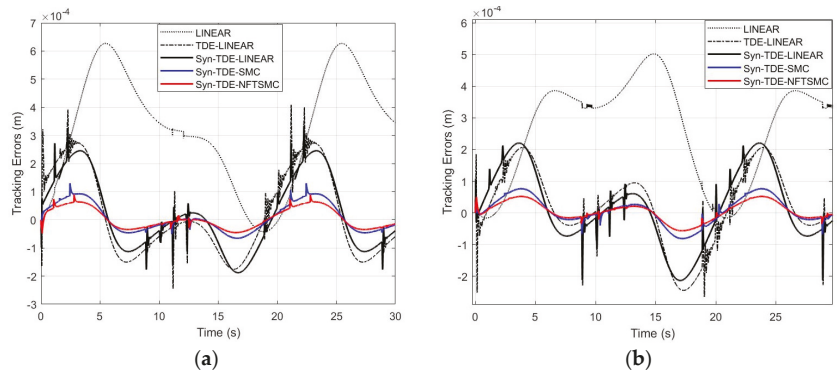 ×10⁻⁴
LINEAR
TDE-LINEAR
Syn-TDE-LINEAR
Syn-TDE-SMC
Syn-TDE-NFTSMC
Tracking Errors (m)
7
6
5
4
3
2
1
0
-1
-2
-3
0 5 10 15 20 25 30
Time (s)
(a)
×10⁻⁴
LINEAR
TDE-LINEAR
Syn-TDE-LINEAR
Syn-TDE-SMC
Syn-TDE-NFTSMC
Tracking Errors (m)
6
5
4
3
2
1
0
-1
-2
-3
0 5 10 15 20 25
Time (s)
(b)